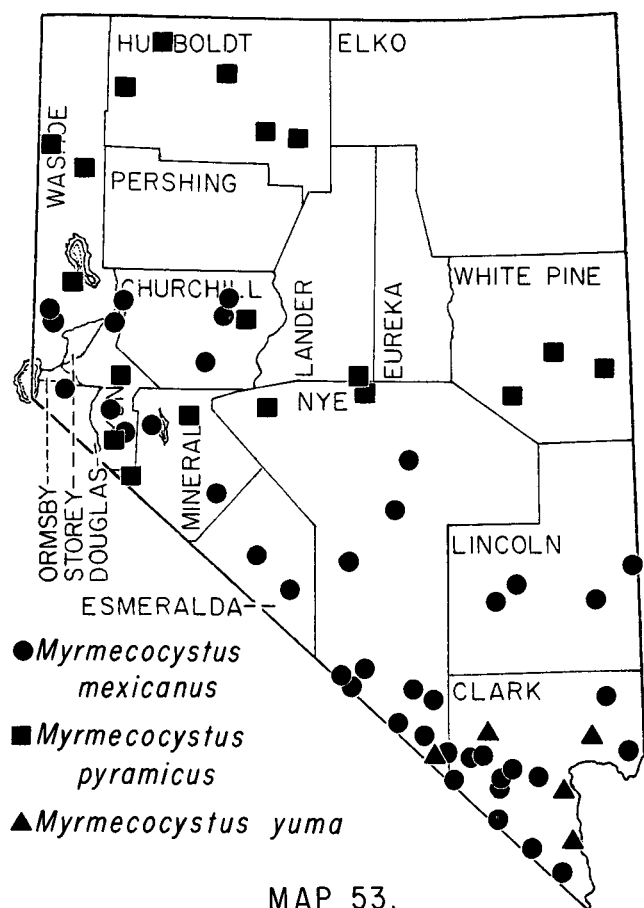 HUMBOLDT
ELKO
WASHOE
PERSHING
CHURCHILL
LANDER
EUREKA
WHITE PINE
NYE
LYON
MINERAL
ORMSBY
STOREY
DOUGLAS
LINCOLN
ESMERALDA
CLARK
Myrmecocystus
mexicanus
Myrmecocystus
pyramicus
Myrmecocystus yuma
MAP 53.